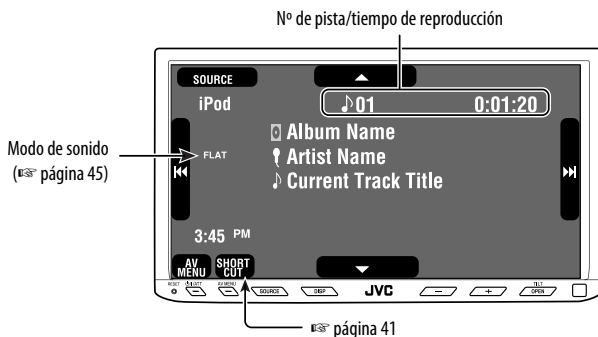 Nº de pista/tiempo de reproducción
SOURCE
iPod
♪01 0:01:20
Album Name
Artist Name
♪ Current Track Title
Modo de sonido
(☞ página 45)
FLAT
3:45 PM
AV MENU
SHORT CUT
RESET
/ATT
AV MENU
SOURCE
DISP
JVC
TILT
OPEN
☞ página 41